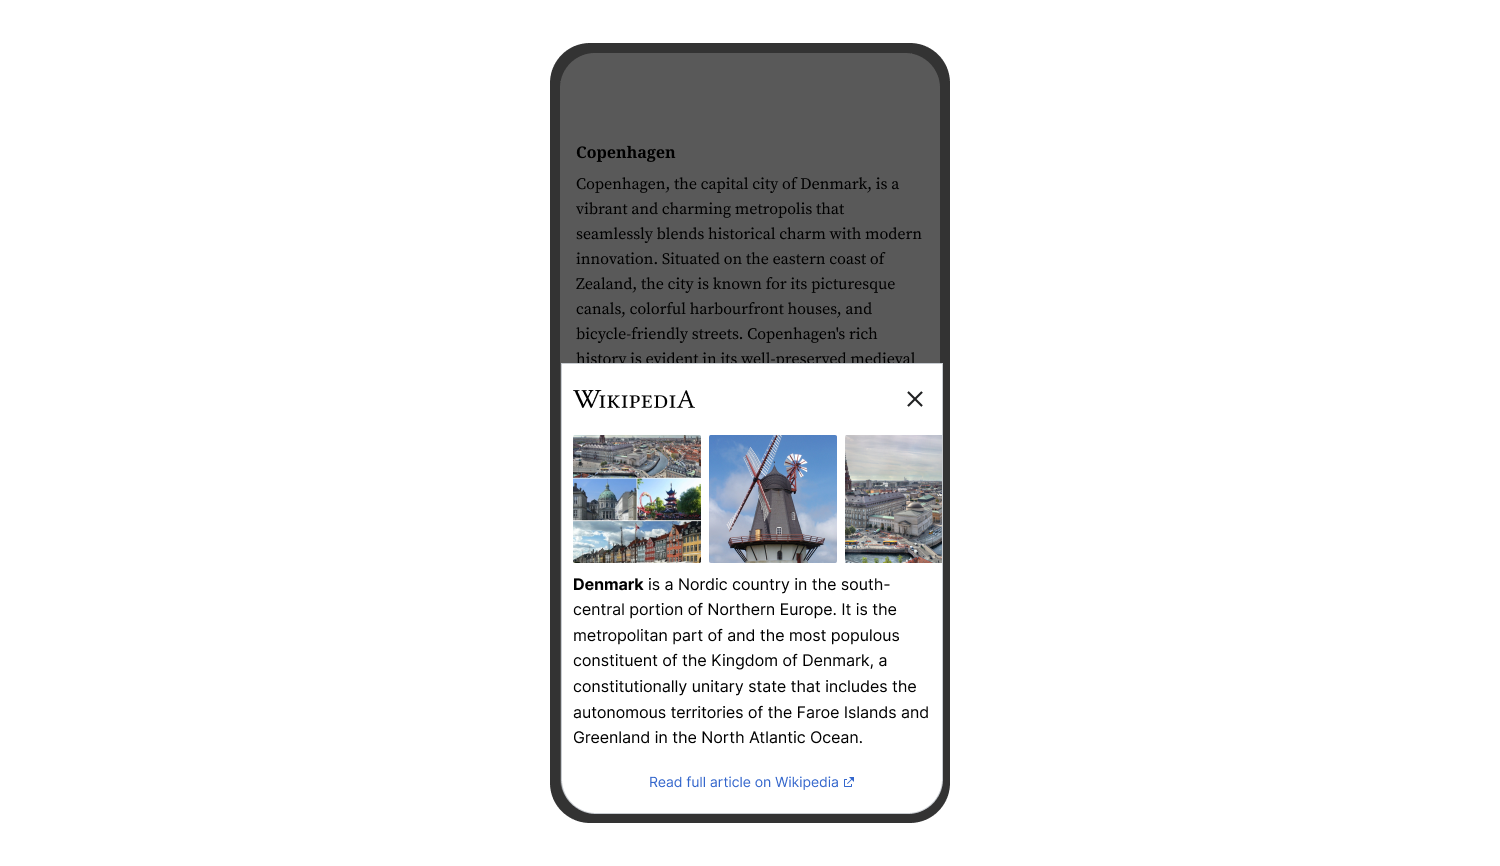 Copenhagen
Copenhagen, the capital city of Denmark, is a
vibrant and charming metropolis that
seamlessly blends historical charm with modern
innovation. Situated on the eastern coast of
Zealand, the city is known for its picturesque
canals, colorful harbourfront houses, and
bicycle-friendly streets. Copenhagen's rich
history is evident in its well-preserved medieval
WIKIPEDIA
Denmark is a Nordic country in the south-
central portion of Northern Europe. It is the
metropolitan part of and the most populous
constituent of the Kingdom of Denmark, a
constitutionally unitary state that includes the
autonomous territories of the Faroe Islands and
Greenland in the North Atlantic Ocean.
Read full article on Wikipedia